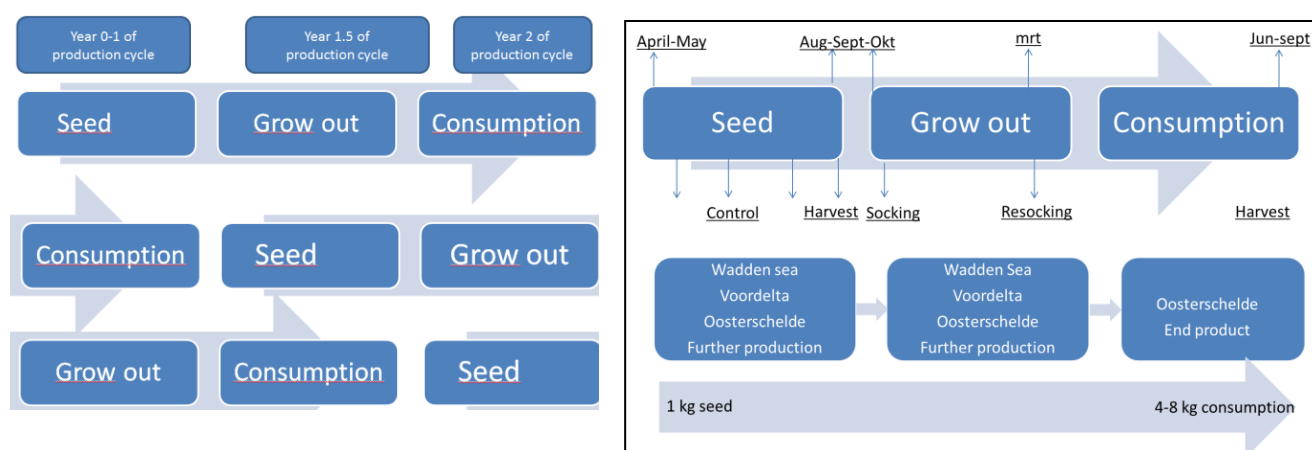 Year 0-1 of
production cycle
Year 1.5 of
production cycle
Year 2 of
production cycle
Seed
Grow out
Consumption
Consumption
Seed
Grow out
Grow out
Consumption
Seed
April-May
Aug-Sept-Okt
mrt
Jun-sept
Seed
Grow out
Consumption
Control
Harvest
Socking
Resocking
Harvest
Wadden sea
Voordelta
Oosterschelde
Further production
Wadden Sea
Voordelta
Oosterschelde
Further production
Oosterschelde
End product
1 kg seed
4-8 kg consumption